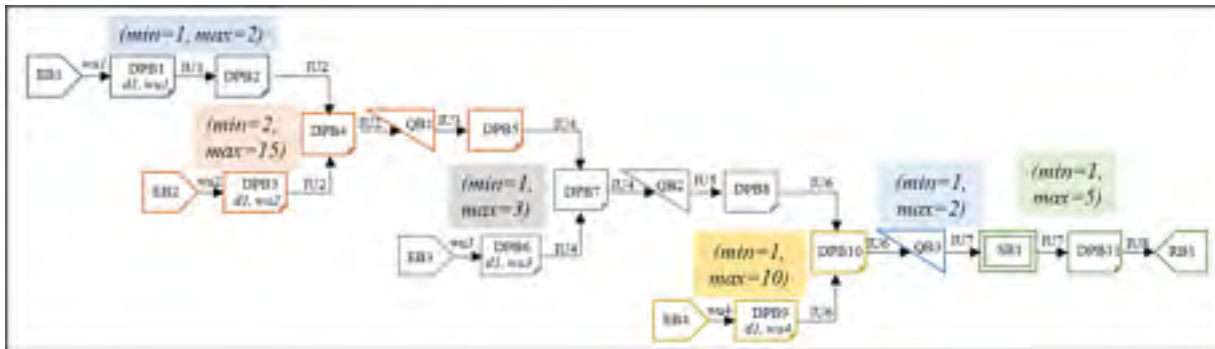 (min=1, max=2)
EB1
wu1
DPB1
d1, wu1
IU1
DPB2
IU2
(min=2,
max=15)
EB2
wu2
DPB3
d1, wu2
IU2
DPB4
IU2
QB1
IU3
DPB5
IU4
(min=1,
max=3)
EB3
wu3
DPB6
d1, wu3
IU4
DPB7
IU4
QB2
IU5
DPB8
IU6
(min=1,
max=10)
EB4
wu4
DPB9
d1, wu4
IU6
DPB10
IU6
(min=1,
max=2)
QB3
IU7
(min=1,
max=5)
SB1
IU7
DPB11
IU8
RB1